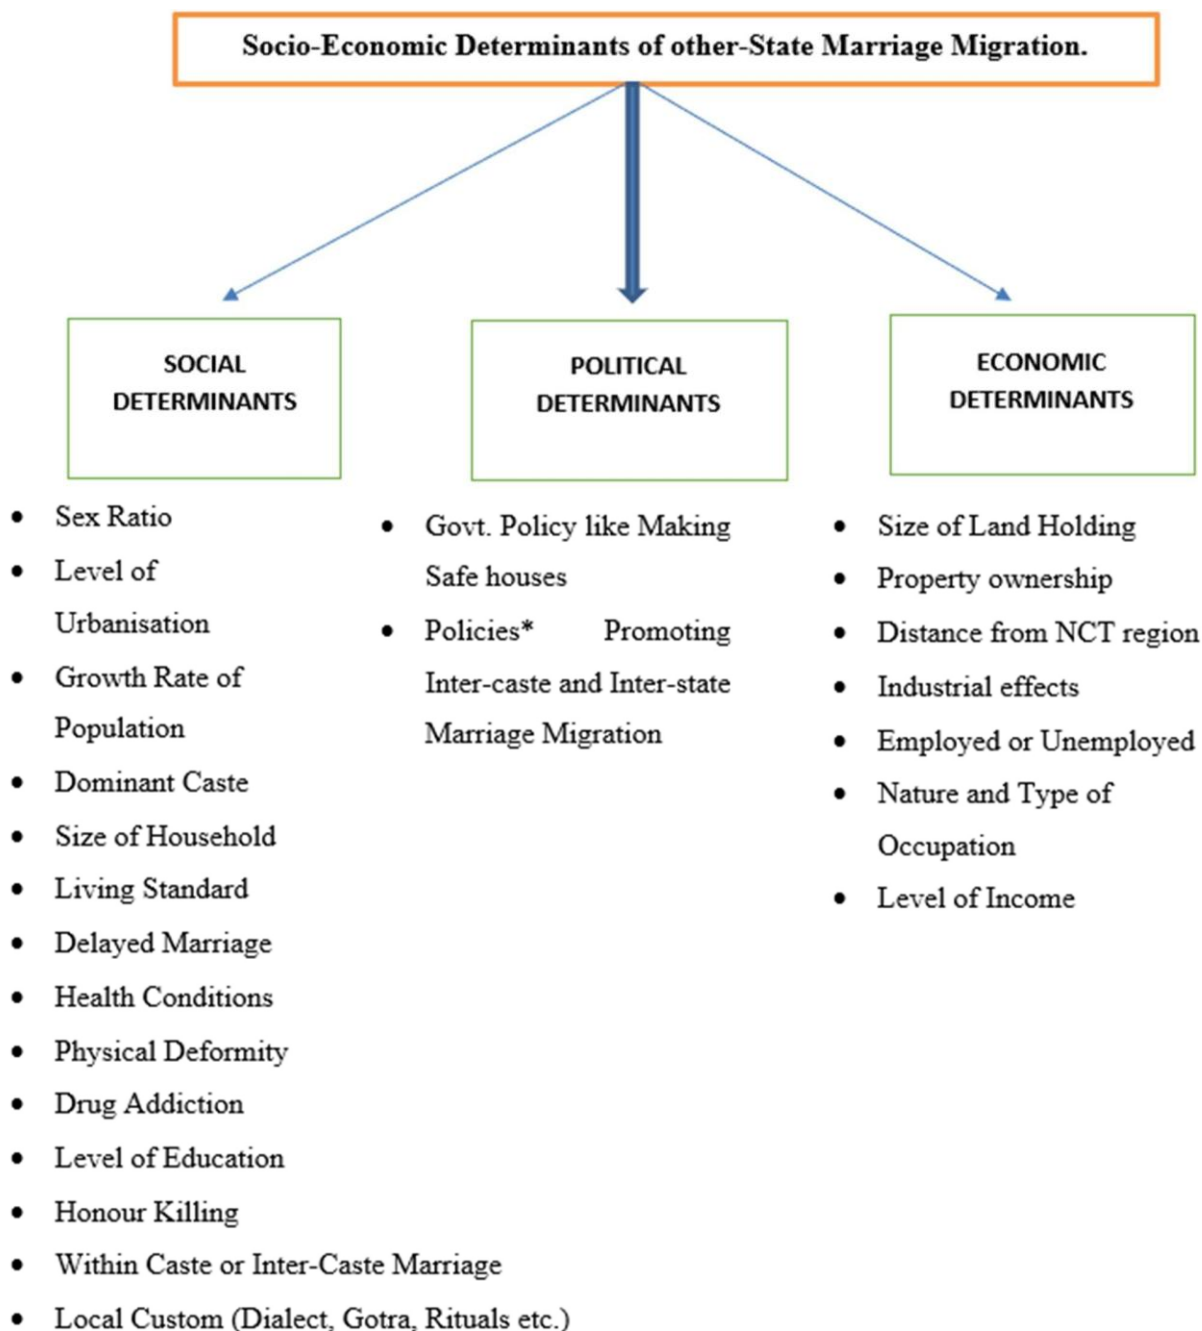 Socio-Economic Determinants of other-State Marriage Migration.
SOCIAL
DETERMINANTS
POLITICAL
DETERMINANTS
ECONOMIC
DETERMINANTS
• Sex Ratio
• Level of
Urbanisation
• Growth Rate of
Population
• Dominant Caste
• Size of Household
• Living Standard
• Delayed Marriage
• Health Conditions
• Physical Deformity
• Drug Addiction
• Level of Education
• Honour Killing
• Within Caste or Inter-Caste Marriage
• Local Custom (Dialect, Gotra, Rituals etc.)
• Govt. Policy like Making
Safe houses
• Policies* Promoting
Inter-caste and Inter-state
Marriage Migration
• Size of Land Holding
• Property ownership
• Distance from NCT region
• Industrial effects
• Employed or Unemployed
• Nature and Type of
Occupation
• Level of Income